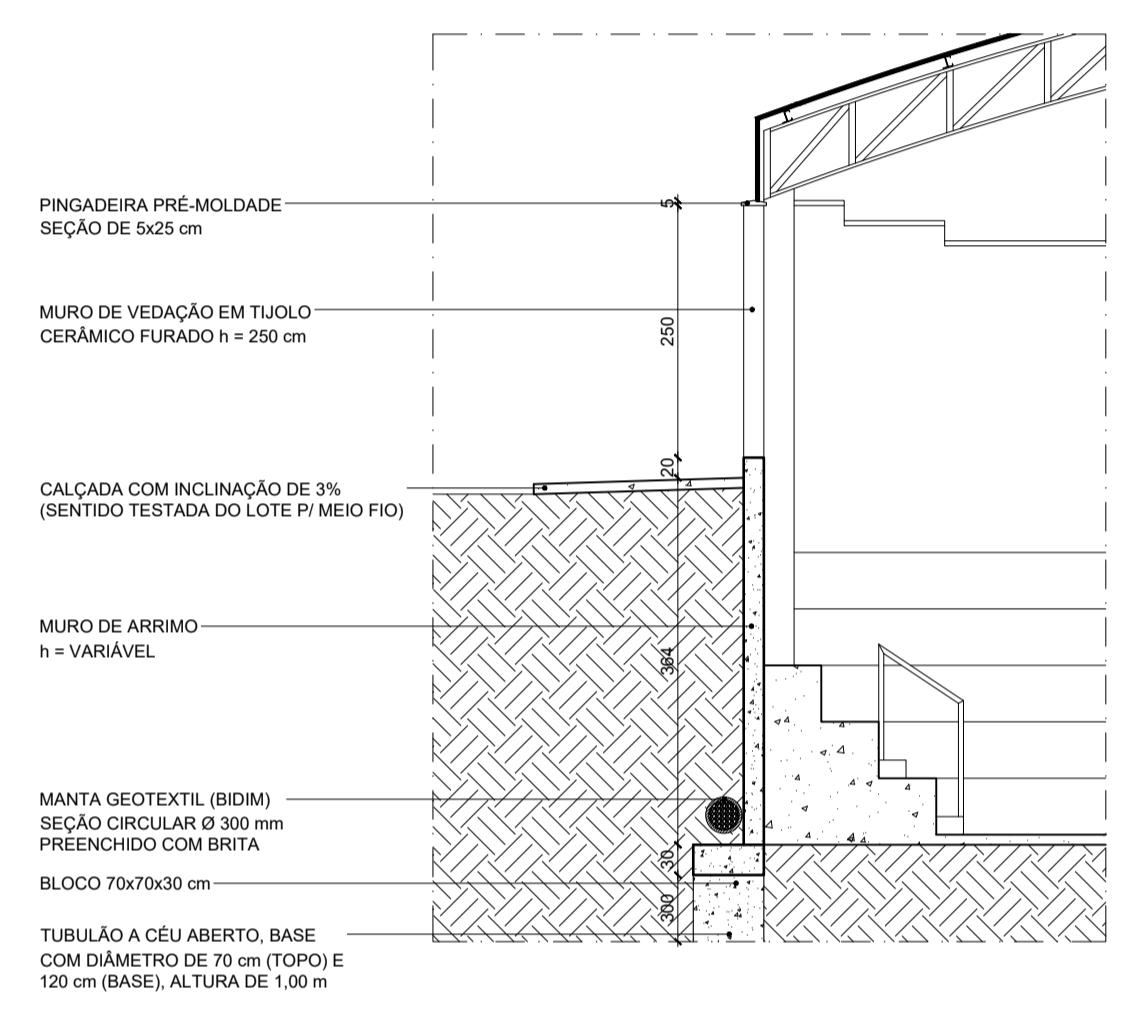 PINGADEIRA PRÉ-MOLDADE
SEÇÃO DE 5x25 cm
MURO DE VEDAÇÃO EM TIJOLO
CERÂMICO FURADO h = 250 cm
CALÇADA COM INCLINAÇÃO DE 3%
(SENTIDO TESTADA DO LOTE P/ MEIO FIO)
MURO DE ARRIMO
h = VARIÁVEL
MANTA GEOTEXTIL (BIDIM)
SEÇÃO CIRCULAR Ø 300 mm
PREENCHIDO COM BRITA
BLOCO 70x70x30 cm
TUBULÃO A CÉU ABERTO, BASE
COM DIÂMETRO DE 70 cm (TOPO) E
120 cm (BASE), ALTURA DE 1,00 m
5
250
20
364
30
300